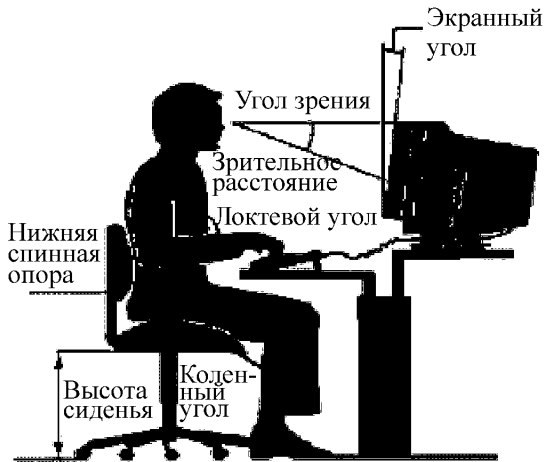 Экранный
угол
Угол зрения
Зрительное
расстояние
Локтевой угол
Нижняя
спинная
опора
Высота
сиденья
Колен-
ный
угол